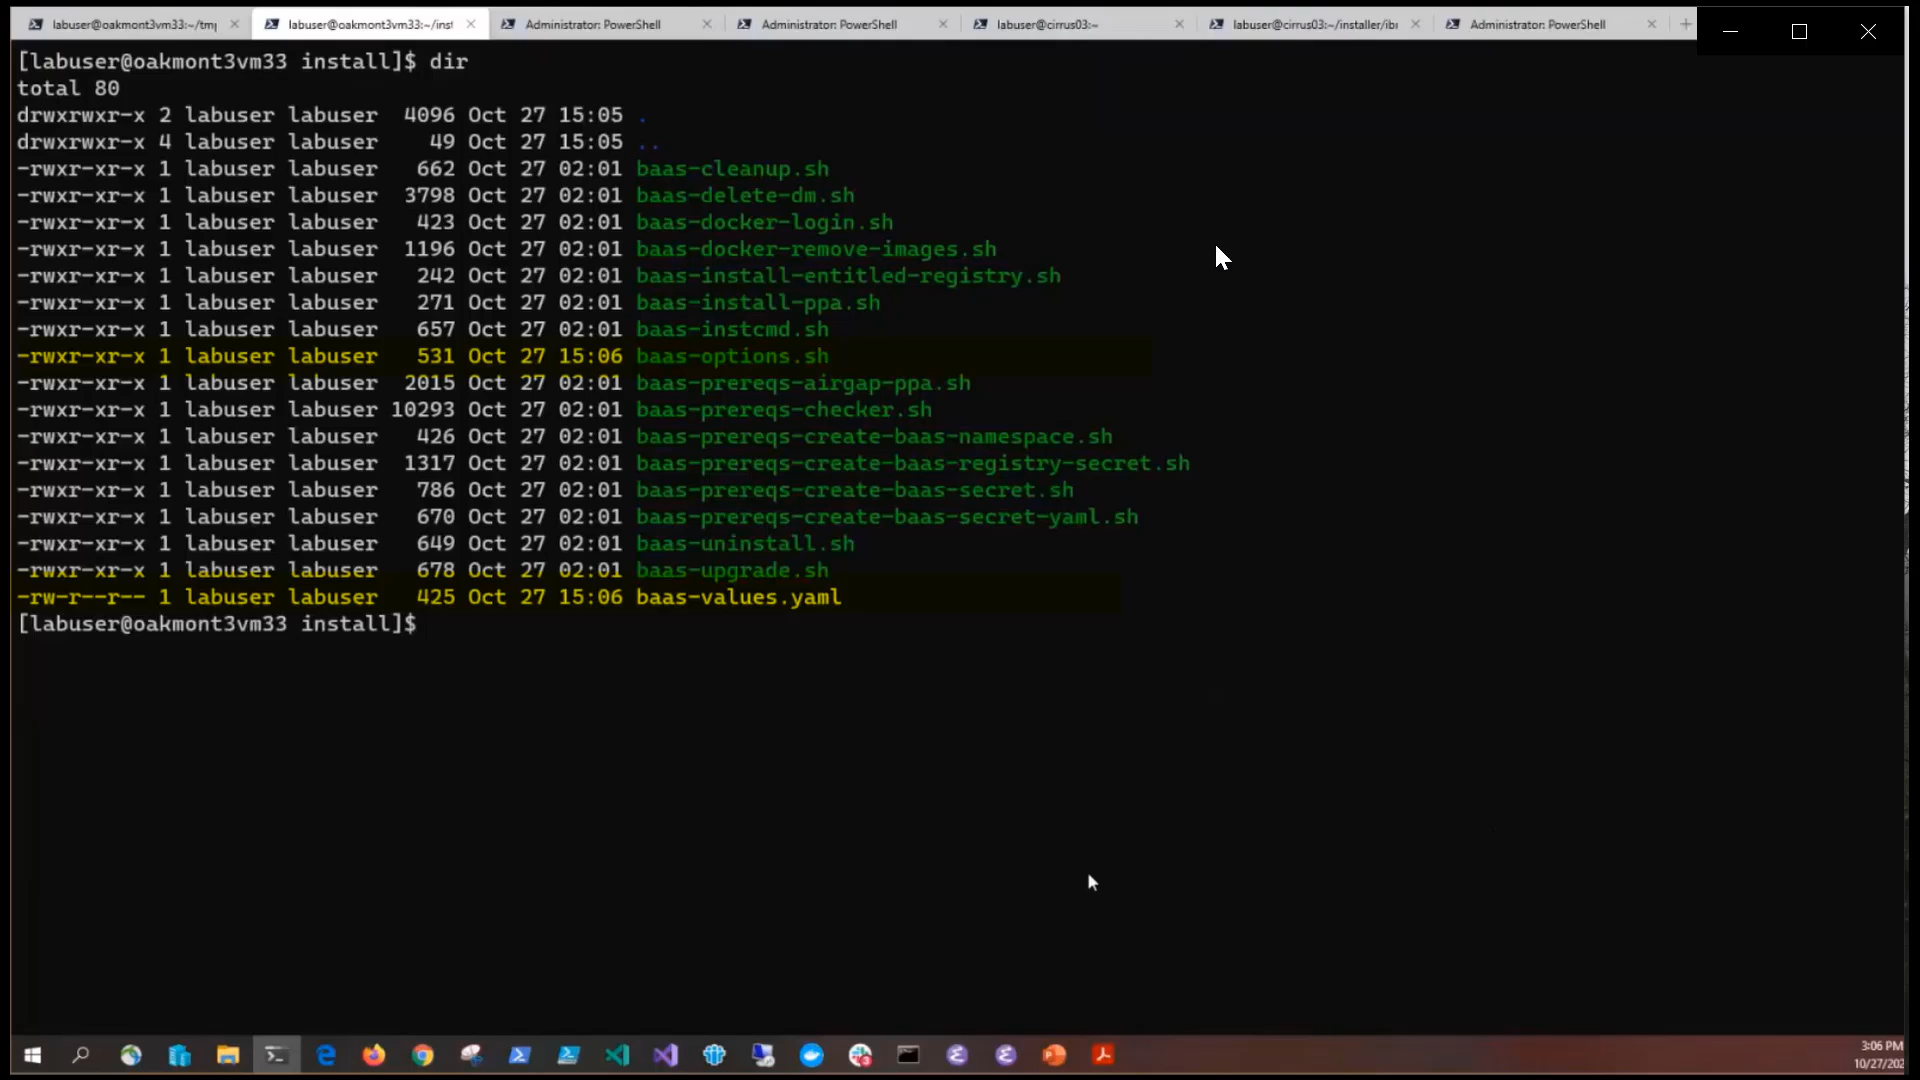 labuser@oakmont3vm33:~/tmp
labuser@oakmont3vm33:~/inst
Administrator: PowerShell
Administrator: PowerShell
labuser@cirrus03:~
labuser@cirrus03:~/installer/ibm
Administrator: PowerShell
[labuser@oakmont3vm33 install]$ dir
total 80
drwxrwxr-x 2 labuser labuser  4096 Oct 27 15:05 .
drwxrwxr-x 4 labuser labuser    49 Oct 27 15:05 ..
-rwxr-xr-x 1 labuser labuser   662 Oct 27 02:01 baas-cleanup.sh
-rwxr-xr-x 1 labuser labuser  3798 Oct 27 02:01 baas-delete-dm.sh
-rwxr-xr-x 1 labuser labuser   423 Oct 27 02:01 baas-docker-login.sh
-rwxr-xr-x 1 labuser labuser  1196 Oct 27 02:01 baas-docker-remove-images.sh
-rwxr-xr-x 1 labuser labuser   242 Oct 27 02:01 baas-install-entitled-registry.sh
-rwxr-xr-x 1 labuser labuser   271 Oct 27 02:01 baas-install-ppa.sh
-rwxr-xr-x 1 labuser labuser   657 Oct 27 02:01 baas-instcmd.sh
-rwxr-xr-x 1 labuser labuser   531 Oct 27 15:06 baas-options.sh
-rwxr-xr-x 1 labuser labuser  2015 Oct 27 02:01 baas-prereqs-airgap-ppa.sh
-rwxr-xr-x 1 labuser labuser 10293 Oct 27 02:01 baas-prereqs-checker.sh
-rwxr-xr-x 1 labuser labuser   426 Oct 27 02:01 baas-prereqs-create-baas-namespace.sh
-rwxr-xr-x 1 labuser labuser  1317 Oct 27 02:01 baas-prereqs-create-baas-registry-secret.sh
-rwxr-xr-x 1 labuser labuser   786 Oct 27 02:01 baas-prereqs-create-baas-secret.sh
-rwxr-xr-x 1 labuser labuser   670 Oct 27 02:01 baas-prereqs-create-baas-secret-yaml.sh
-rwxr-xr-x 1 labuser labuser   649 Oct 27 02:01 baas-uninstall.sh
-rwxr-xr-x 1 labuser labuser   678 Oct 27 02:01 baas-upgrade.sh
-rw-r--r-- 1 labuser labuser   425 Oct 27 15:06 baas-values.yaml
[labuser@oakmont3vm33 install]$
3:06 PM
10/27/202